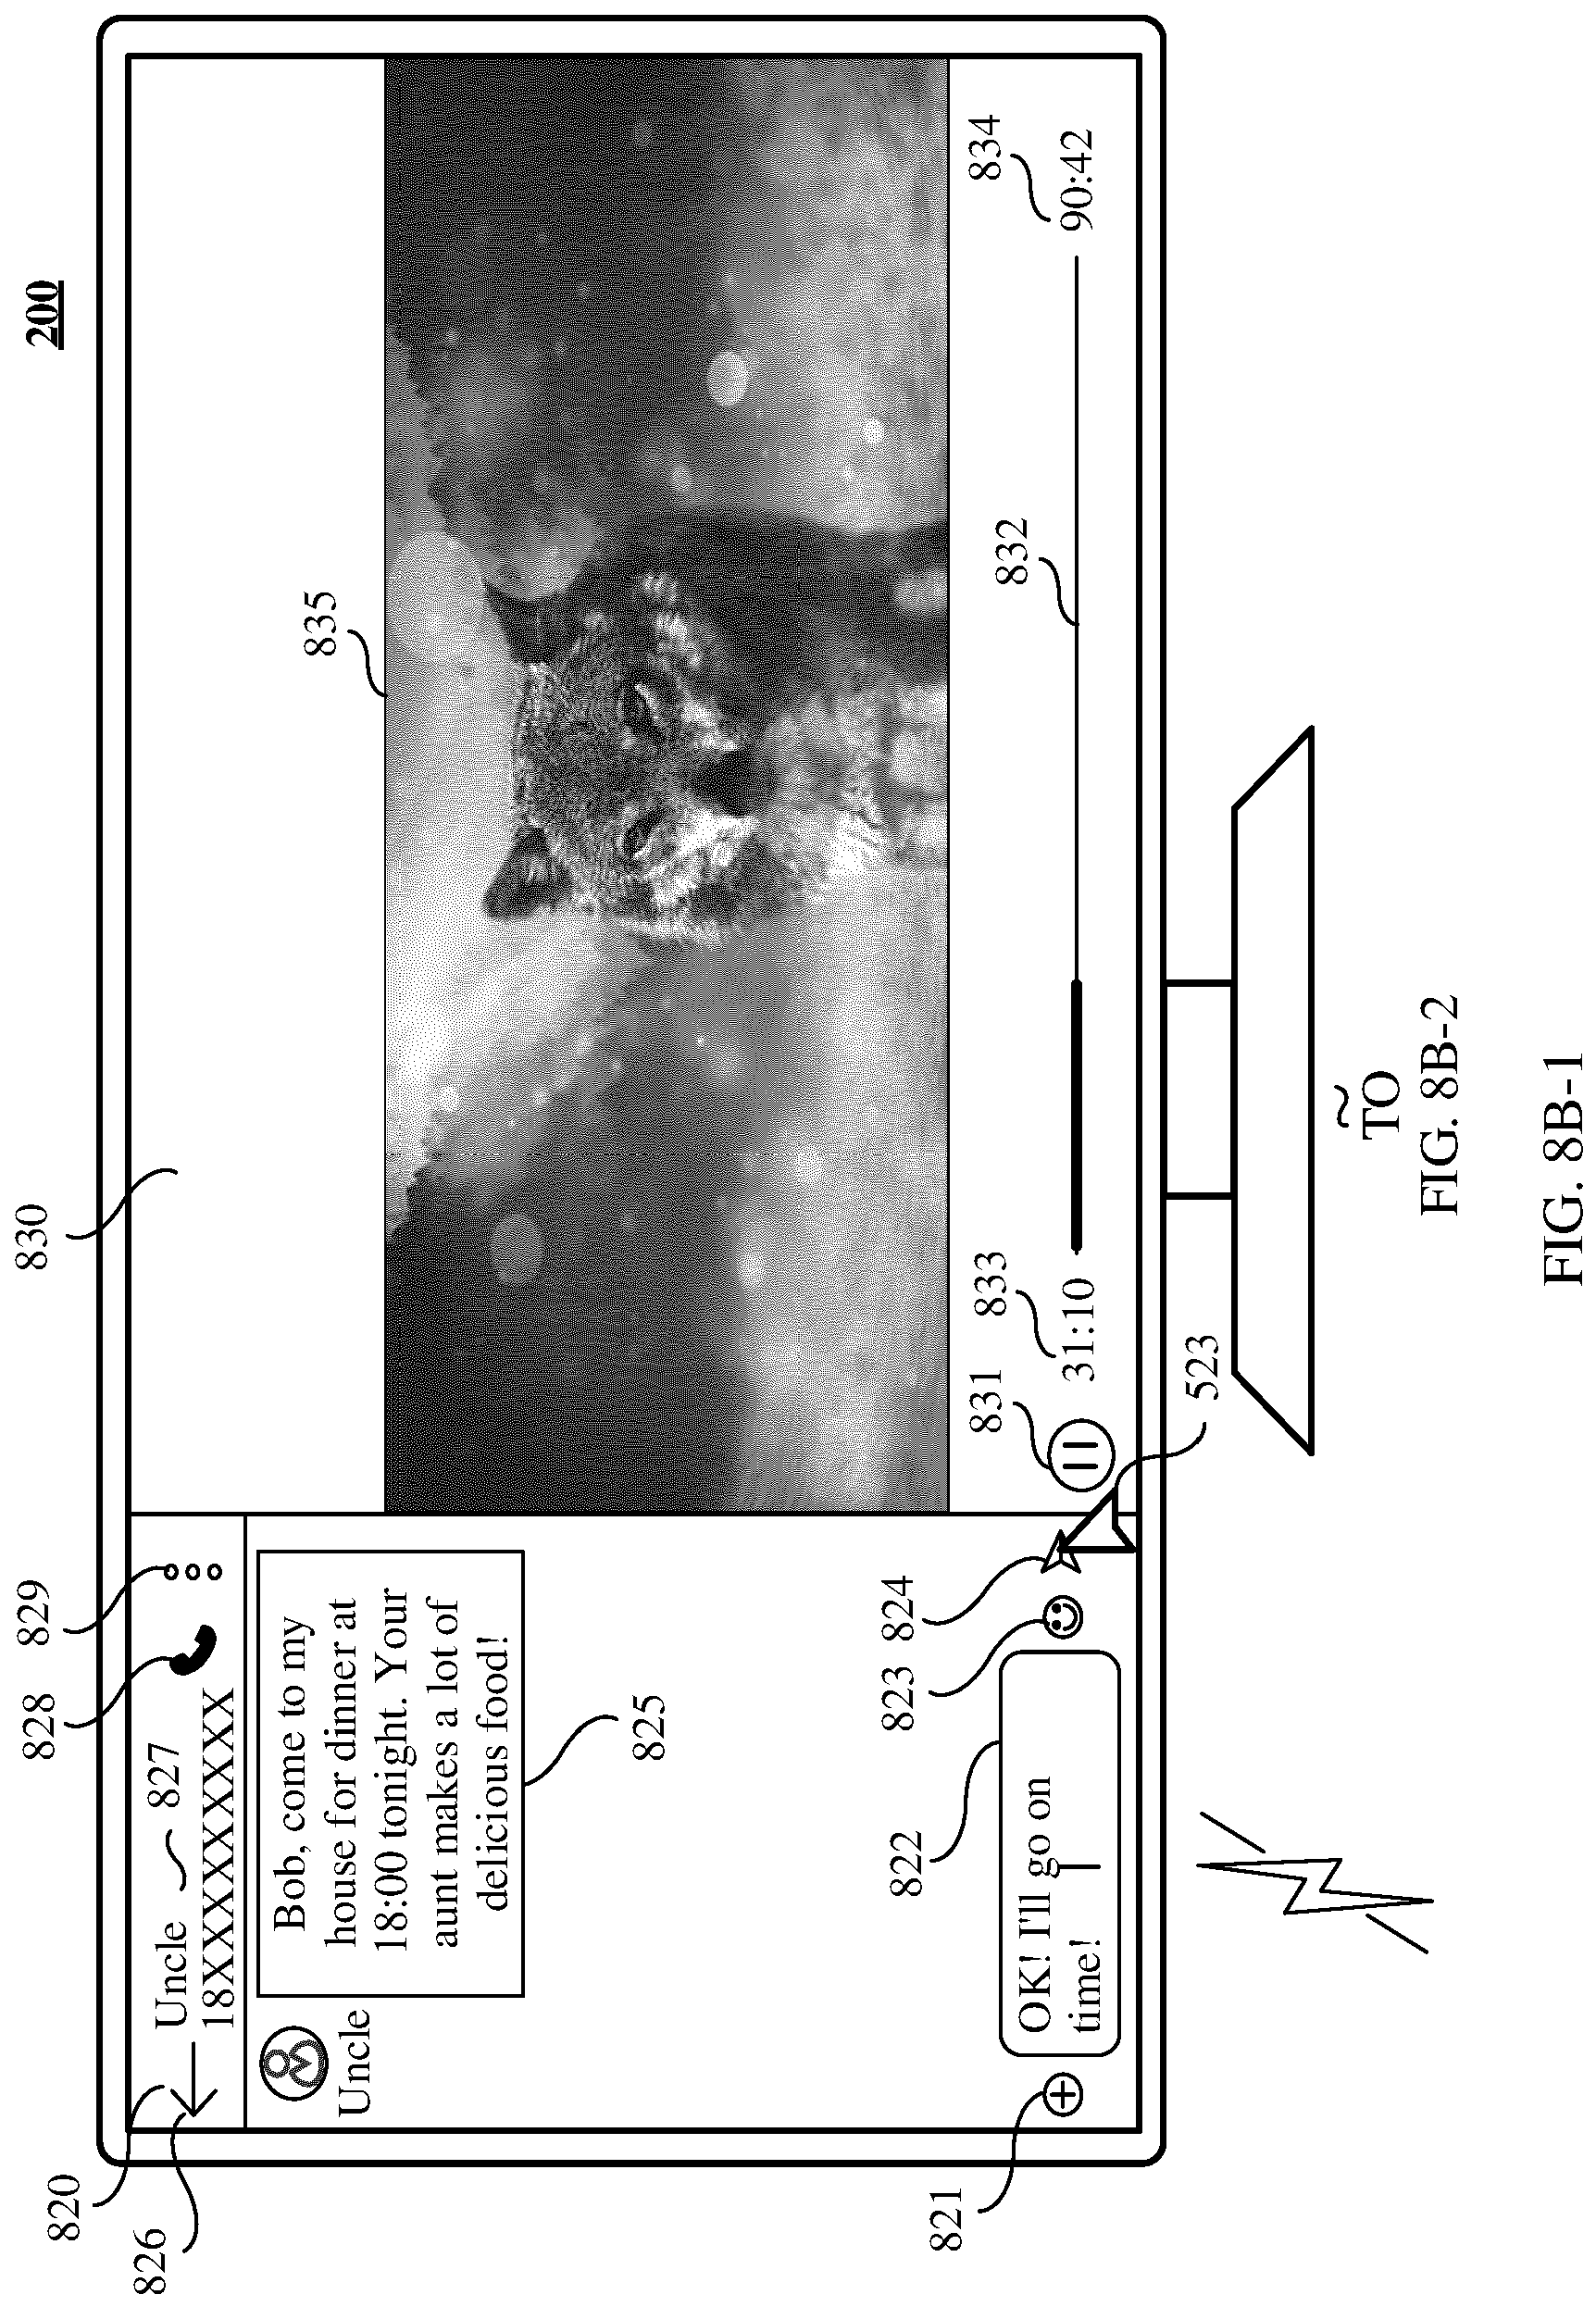 200
830
835
820
826
Uncle
827
18XXXXXXXXX
828
829
Uncle
Bob, come to my
house for dinner at
18:00 tonight. Your
aunt makes a lot of
delicious food!
825
821
822
OK! I'll go on
time!
823
824
831
833
31:10
832
834
90:42
523
TO
FIG. 8B-2
FIG. 8B-1